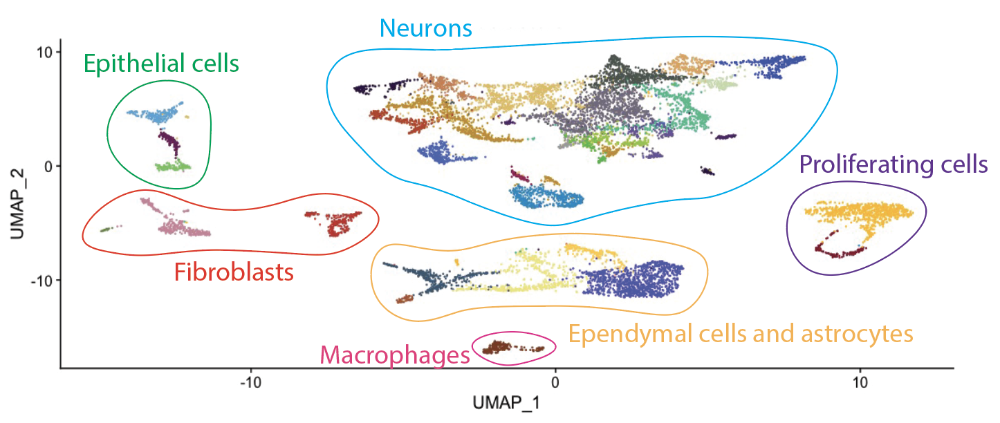 Neurons
Epithelial cells
Proliferating cells
Fibroblasts
Ependymal cells and astrocytes
Macrophages
10
0
-10
UMAP_2
-10
0
10
UMAP_1